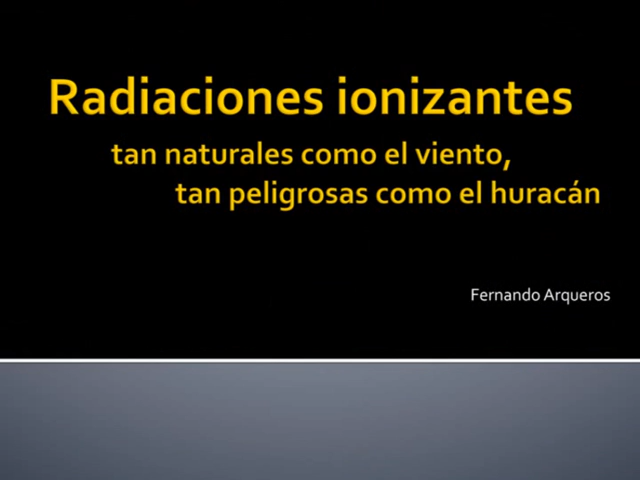 Radiaciones ionizantes
tan naturales como el viento,
tan peligrosas como el huracán
Fernando Arqueros